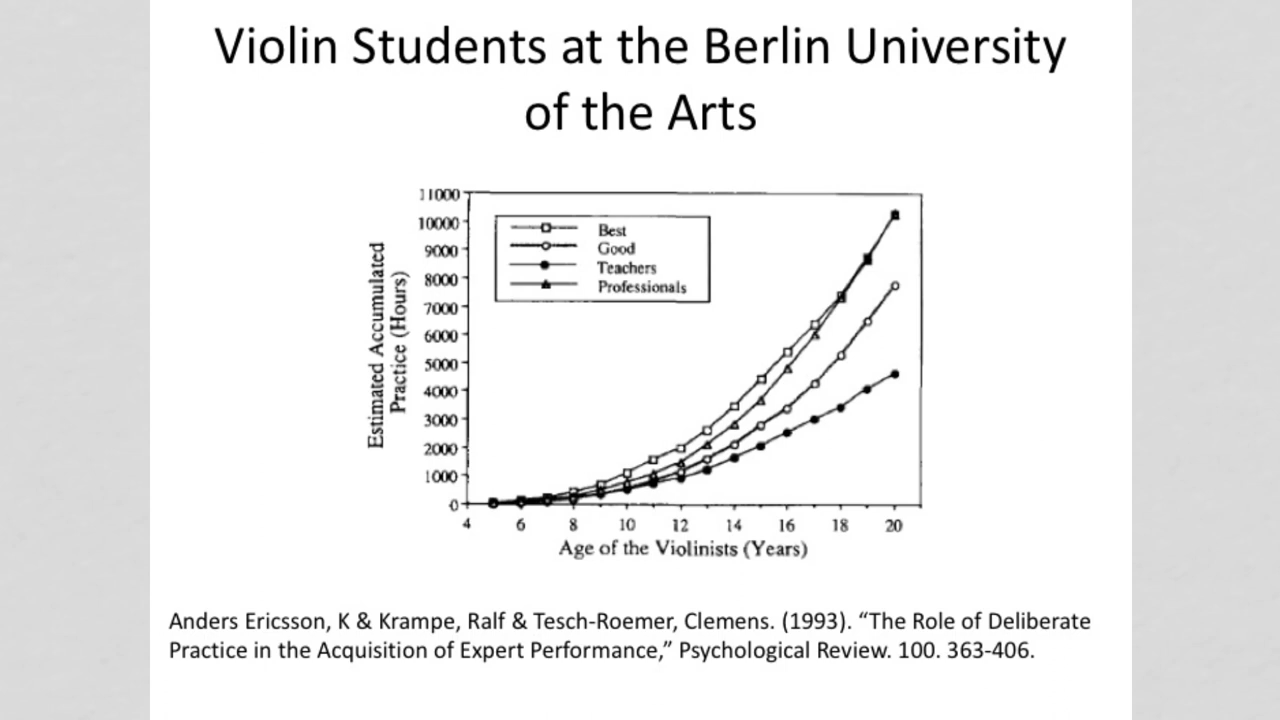 Violin Students at the Berlin University
of the Arts
11000
10000
9000
8000
7000
6000
5000
4000
3000
2000
1000
0
Estimated Accumulated
Practice (Hours)
Best
Good
Teachers
Professionals
4 6 8 10 12 14 16 18 20
Age of the Violinists (Years)
Anders Ericsson, K & Krampe, Ralf & Tesch-Roemer, Clemens. (1993). “The Role of Deliberate
Practice in the Acquisition of Expert Performance,” Psychological Review. 100. 363-406.